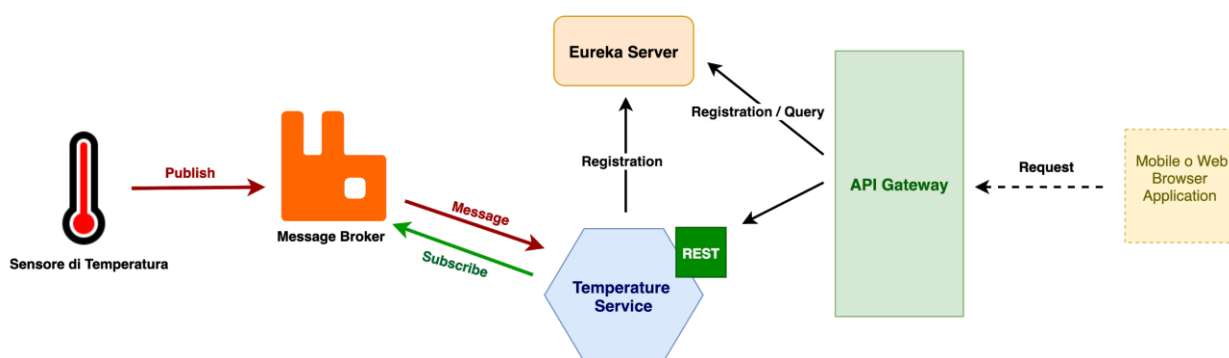 Eureka Server
Registration / Query
Registration
Publish
Message
Subscribe
Message Broker
Sensore di Temperatura
REST
Temperature
Service
API Gateway
Request
Mobile o Web
Browser
Application